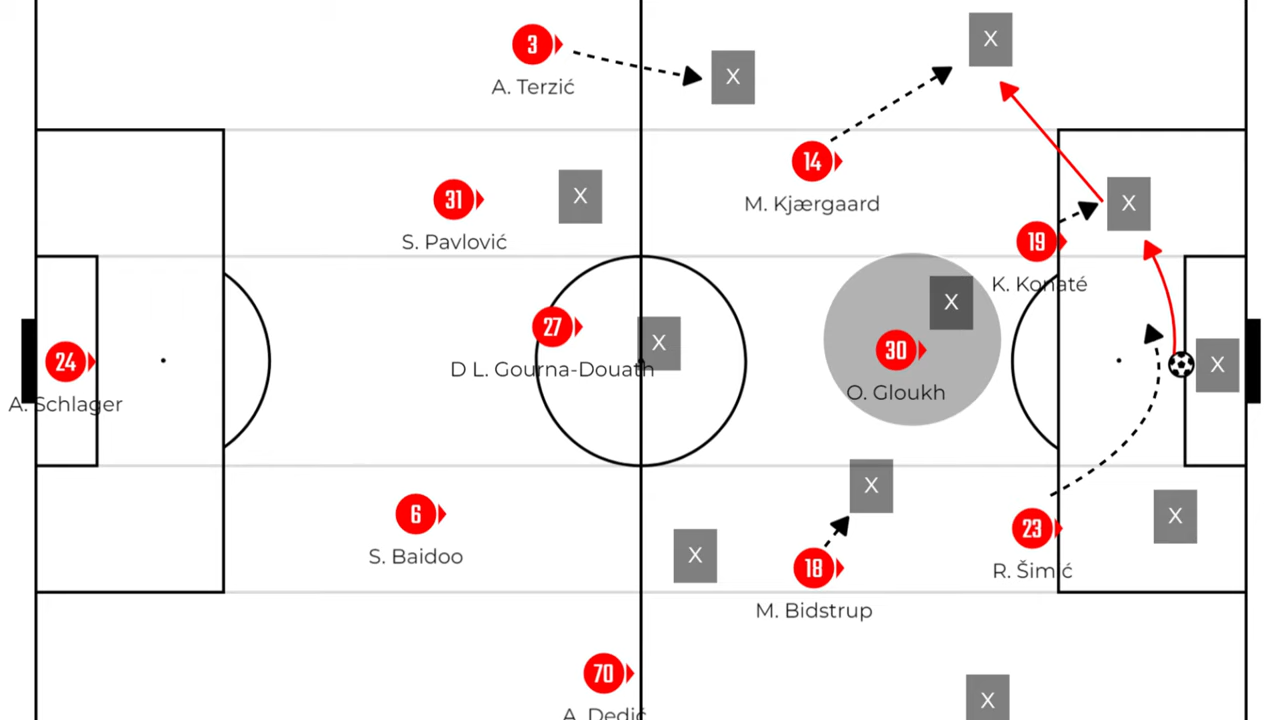 3
A. Terzić
X
X
14
M. Kjærgaard
31
S. Pavlović
X
X
19
K. Konaté
X
27
D L. Gourna-Douath
X
30
O. Gloukh
24
A. Schlager
X
X
6
S. Baidoo
X
18
M. Bidstrup
23
R. Šimić
X
70
A. Dedić
X